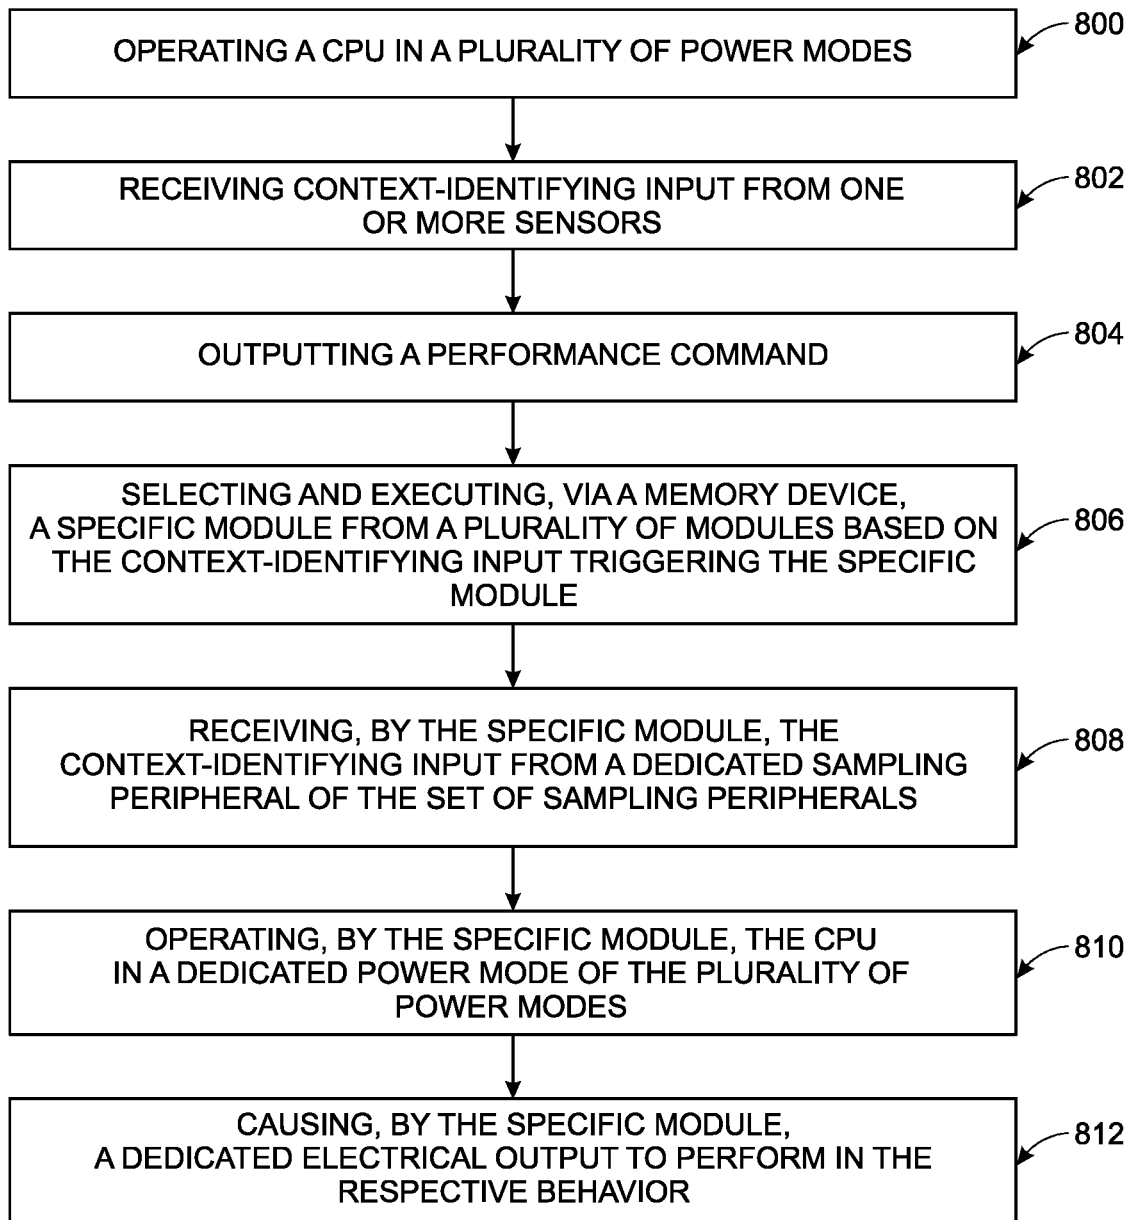 OPERATING A CPU IN A PLURALITY OF POWER MODES
800
RECEIVING CONTEXT-IDENTIFYING INPUT FROM ONE
OR MORE SENSORS
802
OUTPUTTING A PERFORMANCE COMMAND
804
SELECTING AND EXECUTING, VIA A MEMORY DEVICE,
A SPECIFIC MODULE FROM A PLURALITY OF MODULES BASED ON
THE CONTEXT-IDENTIFYING INPUT TRIGGERING THE SPECIFIC
MODULE
806
RECEIVING, BY THE SPECIFIC MODULE, THE
CONTEXT-IDENTIFYING INPUT FROM A DEDICATED SAMPLING
PERIPHERAL OF THE SET OF SAMPLING PERIPHERALS
808
OPERATING, BY THE SPECIFIC MODULE, THE CPU
IN A DEDICATED POWER MODE OF THE PLURALITY OF
POWER MODES
810
CAUSING, BY THE SPECIFIC MODULE,
A DEDICATED ELECTRICAL OUTPUT TO PERFORM IN THE
RESPECTIVE BEHAVIOR
812